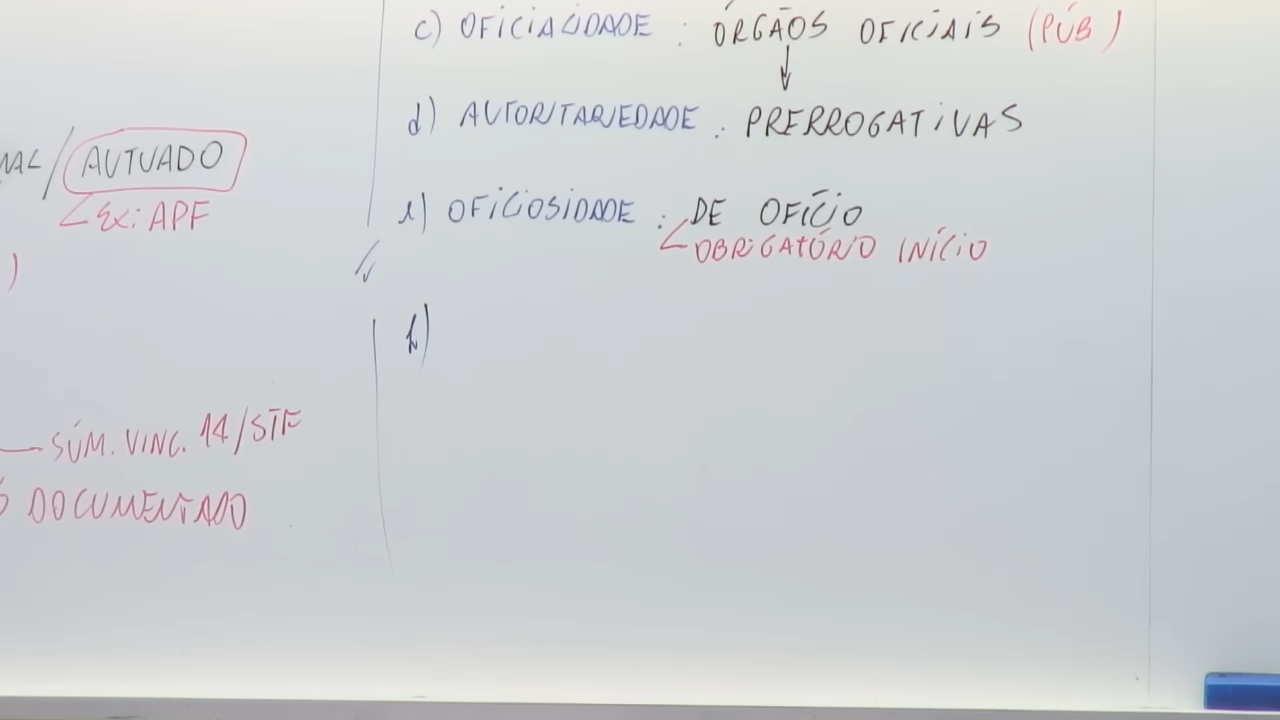 NAL/AUTUADO
Ex: APF
)
SÚM. VINC. 14/STF
DOCUMENTADO
c) OFICIALIDADE : ÓRGÃOS OFICIAIS (PÚB)
d) AUTORITARIEDADE : PRERROGATIVAS
e) OFICIOSIDADE : DE OFÍCIO
OBRIGATÓRIO INÍCIO
f)